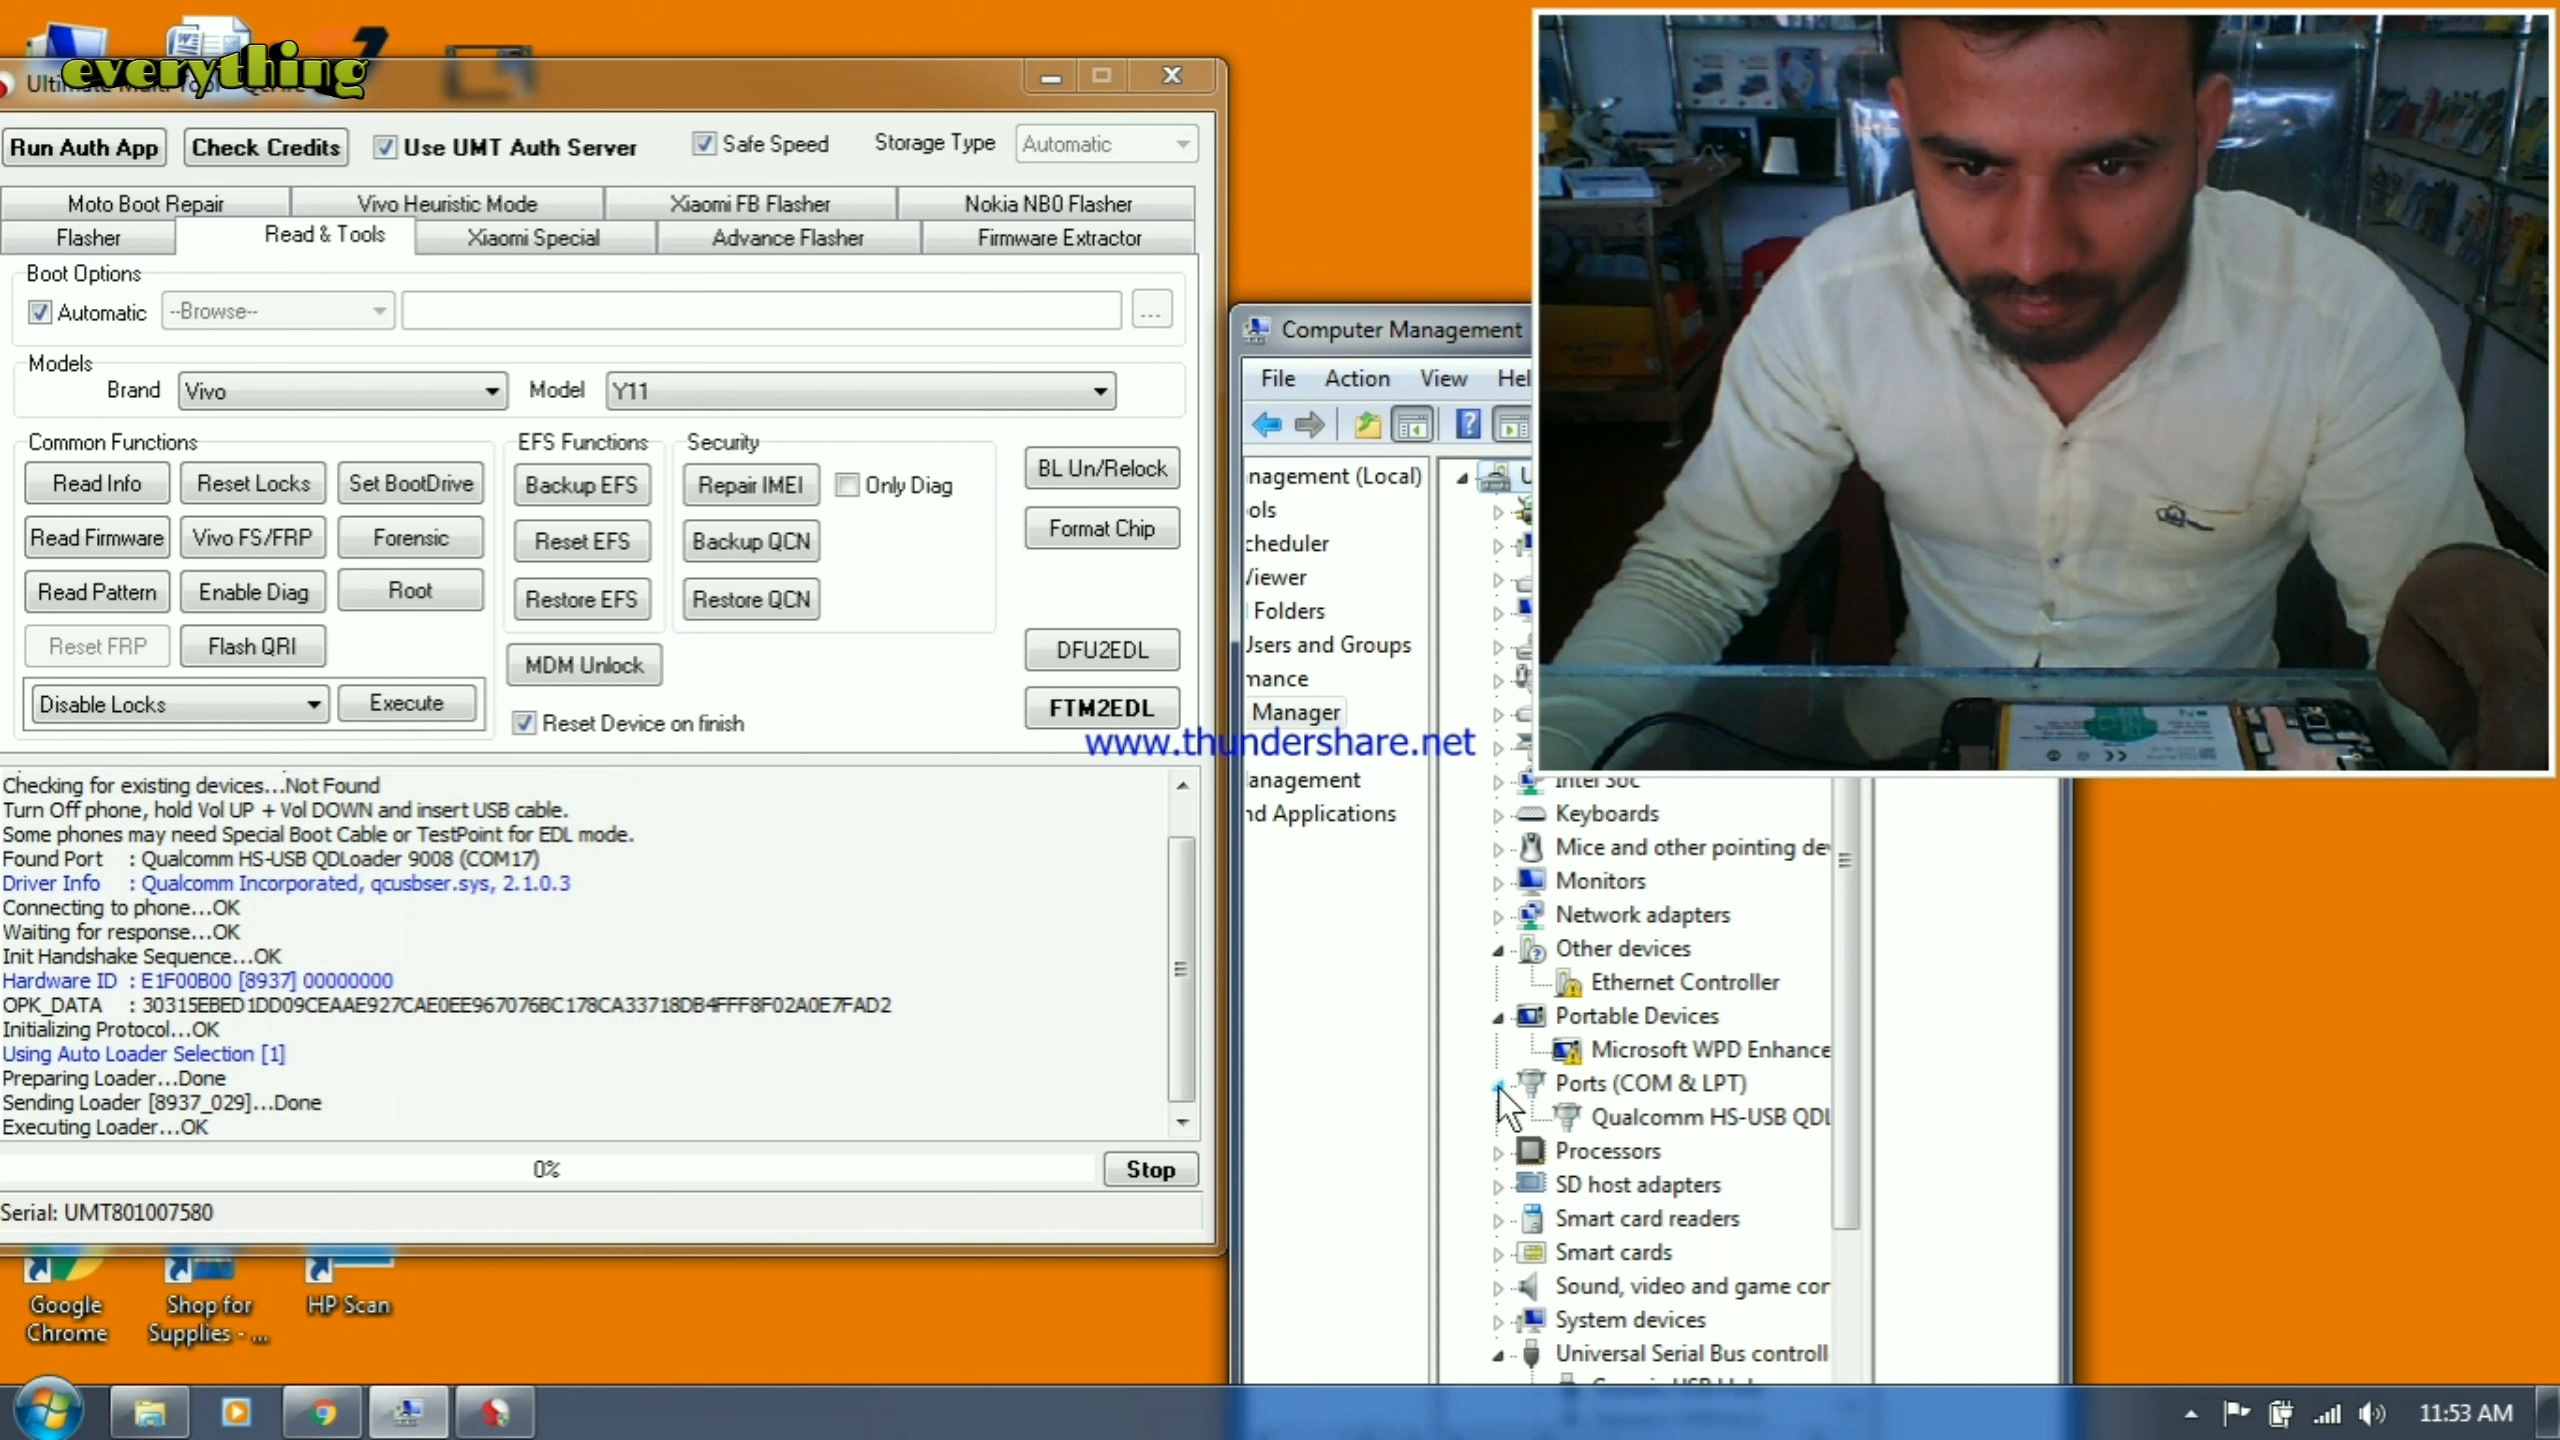 everything
Run Auth App Check Credits Use UMT Auth Server Safe Speed Storage Type Automatic
Moto Boot Repair Vivo Heuristic Mode Xiaomi FB Flasher Nokia NB0 Flasher
Flasher Read & Tools Xiaomi Special Advance Flasher Firmware Extractor
Boot Options
Automatic --Browse-- ...
Models
Brand Vivo Model Y11
Common Functions EFS Functions Security
Read Info Reset Locks Set BootDrive Backup EFS Repair IMEI Only Diag BL Un/Relock
Read Firmware Vivo FS/FRP Forensic Reset EFS Backup QCN Format Chip
Read Pattern Enable Diag Root Restore EFS Restore QCN
Reset FRP Flash QRI MDM Unlock DFU2EDL
Disable Locks Execute Reset Device on finish FTM2EDL
www.thundershare.net
Checking for existing devices...Not Found
Turn Off phone, hold Vol UP + Vol DOWN and insert USB cable.
Some phones may need Special Boot Cable or TestPoint for EDL mode.
Found Port : Qualcomm HS-USB QDLoader 9008 (COM17)
Driver Info : Qualcomm Incorporated, qcusbser.sys, 2.1.0.3
Connecting to phone...OK
Waiting for response...OK
Init Handshake Sequence...OK
Hardware ID : E1F00B00 [8937] 00000000
OPK_DATA : 30315EBED1DD09CEAAE927CAE0EE967076BC178CA33718DB4FFF8F02A0E7FAD2
Initializing Protocol...OK
Using Auto Loader Selection [1]
Preparing Loader...Done
Sending Loader [8937_029]...Done
Executing Loader...OK
0% Stop
Serial: UMT801007580
Computer Management
File Action View Hel
nagement (Local)
ols
cheduler
Viewer
Folders
Users and Groups
mance
Manager
anagement
nd Applications
Intel Soc
Keyboards
Mice and other pointing de
Monitors
Network adapters
Other devices
Ethernet Controller
Portable Devices
Microsoft WPD Enhance
Ports (COM & LPT)
Qualcomm HS-USB QDL
Processors
SD host adapters
Smart card readers
Smart cards
Sound, video and game cor
System devices
Universal Serial Bus controll
Google Chrome
Shop for Supplies - ...
HP Scan
11:53 AM